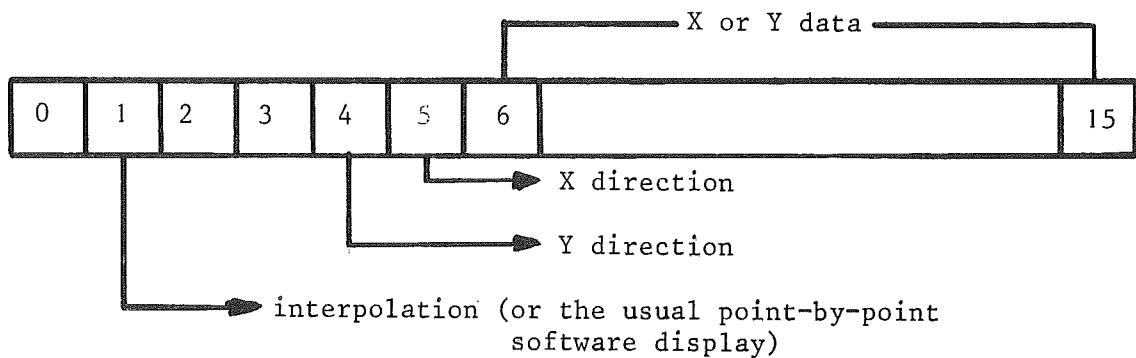 X or Y data
0 1 2 3 4 5 6 15
X direction
Y direction
interpolation (or the usual point-by-point
software display)